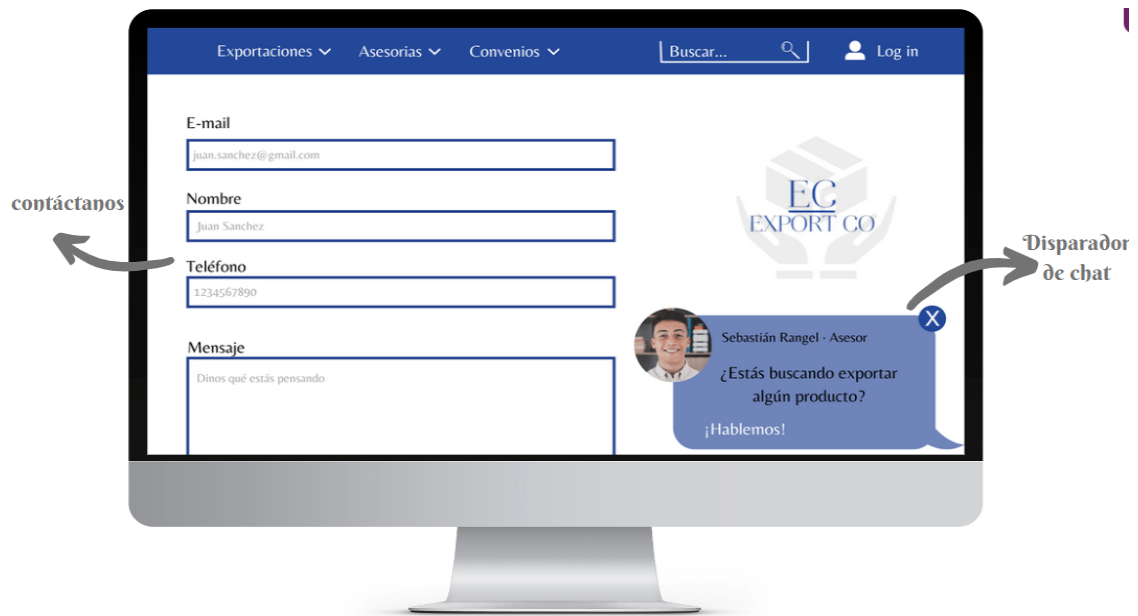 Exportaciones Asesorias Convenios Buscar... Log in
E-mail
juan.sanchez@gmail.com
Nombre
Juan Sanchez
Teléfono
1234567890
Mensaje
Dinos qué estás pensando
contáctanos
EC
EXPORT CO
Disparador
de chat
X
Sebastián Rangel - Asesor
¿Estás buscando exportar
algún producto?
¡Hablemos!